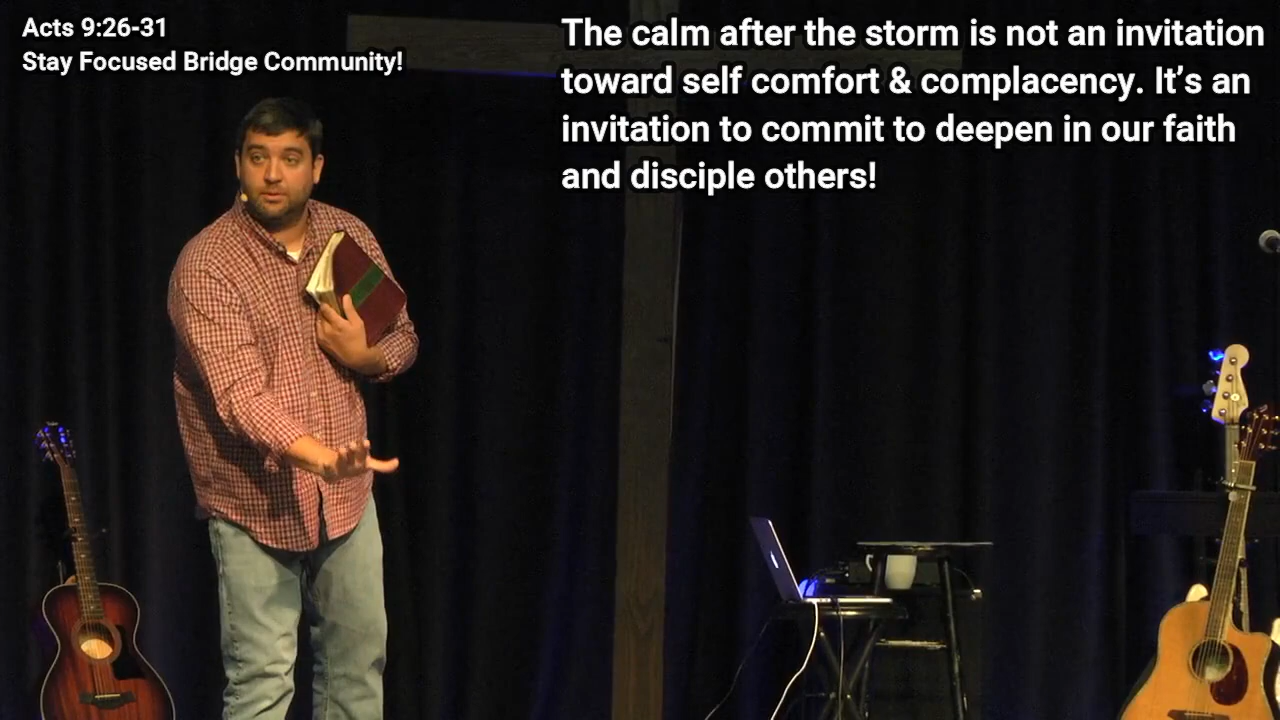 Acts 9:26-31
Stay Focused Bridge Community!
The calm after the storm is not an invitation
toward self comfort & complacency. It’s an
invitation to commit to deepen in our faith
and disciple others!